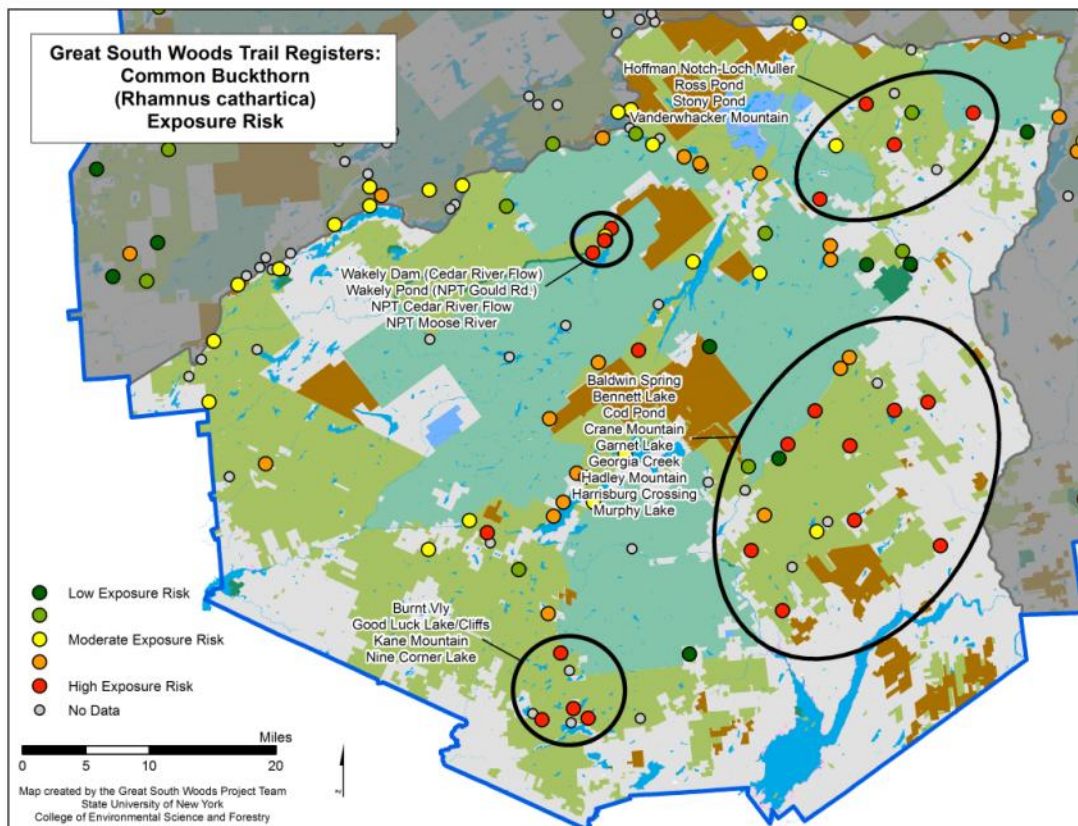 Great South Woods Trail Registers:
Common Buckthorn
(Rhamnus cathartica)
Exposure Risk
Hoffman Notch-Loch Muller
Ross Pond
Stony Pond
Vanderwhacker Mountain
Wakely Dam (Cedar River Flow)
Wakely Pond (NPT Gould Rd.)
NPT Cedar River Flow
NPT Moose River
Baldwin Spring
Bennett Lake
Cod Pond
Crane Mountain
Garnet Lake
Georgia Creek
Hadley Mountain
Harrisburg Crossing
Murphy Lake
Burnt Vly
Good Luck Lake/Cliffs
Kane Mountain
Nine Corner Lake
Low Exposure Risk
Moderate Exposure Risk
High Exposure Risk
No Data
Miles
0 5 10 20
Map created by the Great South Woods Project Team
State University of New York
College of Environmental Science and Forestry
N